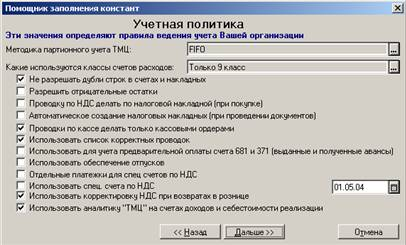 Помощник заполнения констант
Учетная политика
Эти значения определяют правила ведения учета Вашей организации
Методика партионного учета ТМЦ: FIFO ...
Какие используются классы счетов расходов: Только 9 класс ...
Не разрешать дубли строк в счетах и накладных
Разрешить отрицательные остатки
Проводку по НДС делать по налоговой накладной (при покупке)
Автоматическое создание налоговых накладных (при проведении документов)
Проводки по кассе делать только кассовыми ордерами
Использовать список корректных проводок
Использовать для учета предварительной оплаты счета 681 и 371 (выданные и полученные авансы)
Использовать обеспечение отпусков
Отдельные платежки для спец счетов по НДС
Использовать спец. счета по НДС 01.05.04
Использовать корректировку НДС при возвратах в рознице
Использовать аналитику "ТМЦ" на счетах доходов и себестоимости реализации
<< Назад Дальше >> Отмена